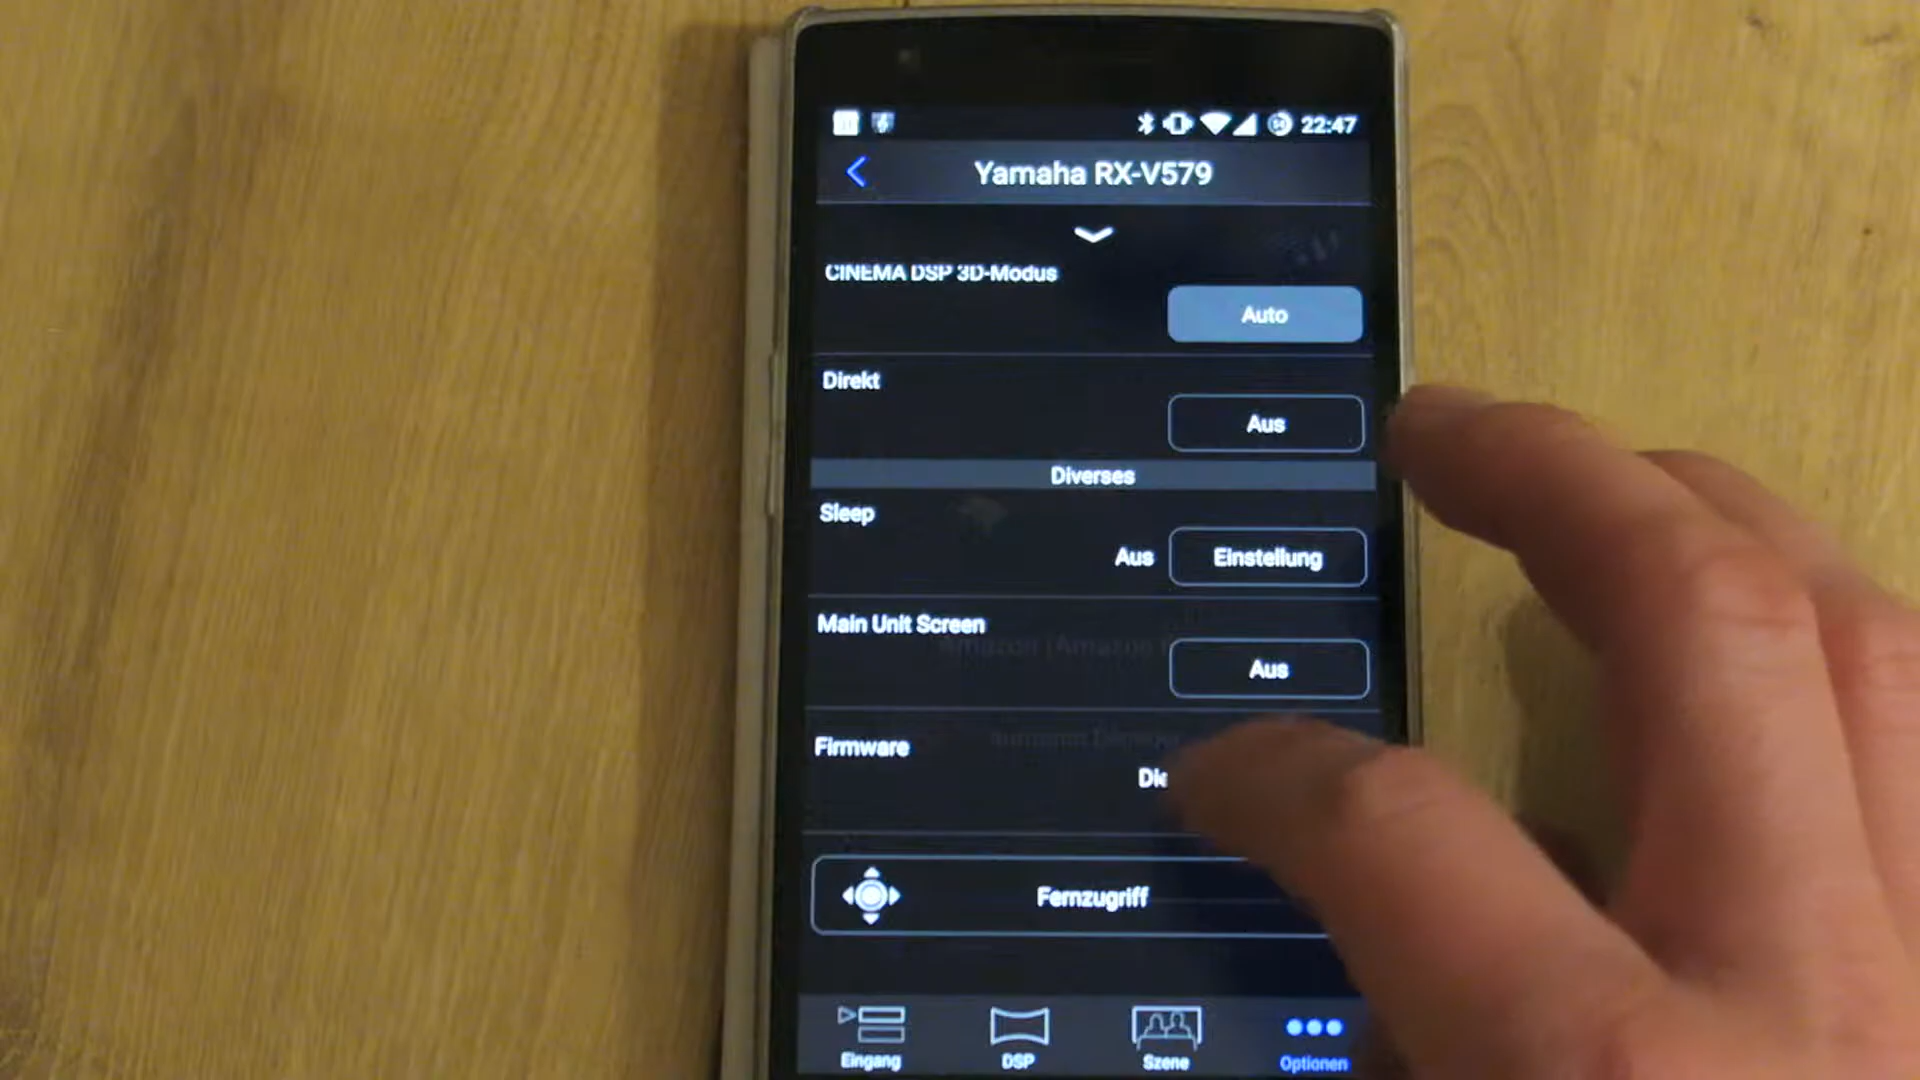 22:47
Yamaha RX-V579
CINEMA DSP 3D-Modus
Auto
Direkt
Aus
Diverses
Sleep
Aus Einstellung
Main Unit Screen
Aus
Firmware
Fernzugriff
Eingang DSP Szene Optionen